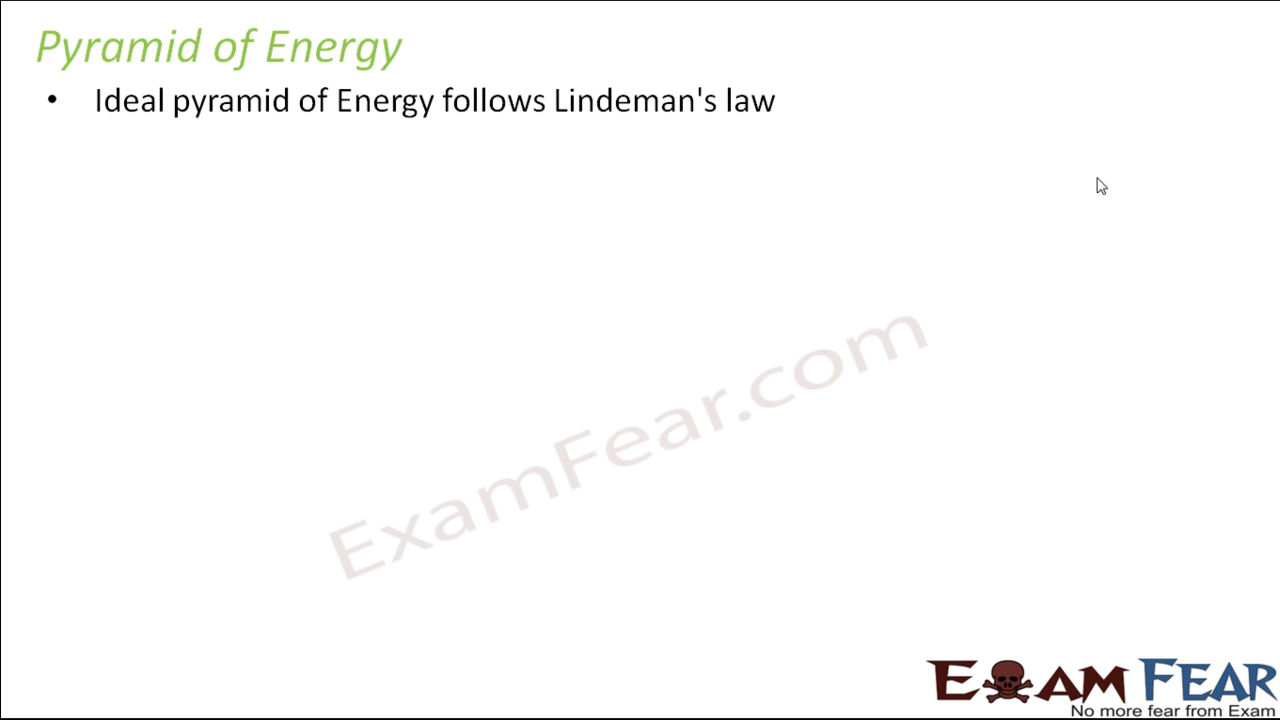 Pyramid of Energy
• Ideal pyramid of Energy follows Lindeman's law
ExamFear.com
EXAM FEAR
No more fear from Exam